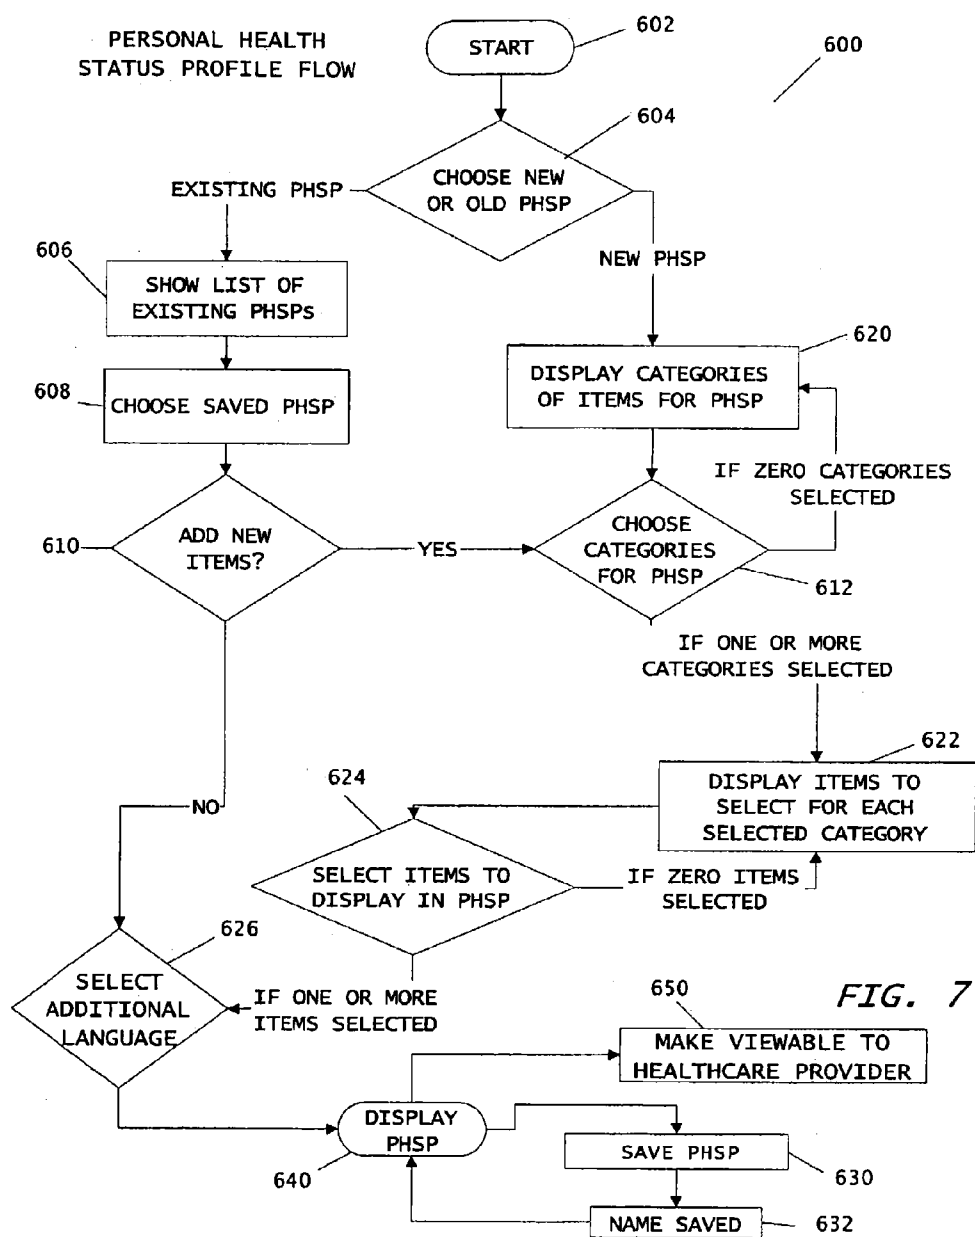 PERSONAL HEALTH
STATUS PROFILE FLOW
602
START
600
604
CHOOSE NEW
OR OLD PHSP
EXISTING PHSP
NEW PHSP
606
SHOW LIST OF
EXISTING PHSPs
620
DISPLAY CATEGORIES
OF ITEMS FOR PHSP
608
CHOOSE SAVED PHSP
IF ZERO CATEGORIES
SELECTED
610
ADD NEW
ITEMS?
YES
CHOOSE
CATEGORIES
FOR PHSP
612
IF ONE OR MORE
CATEGORIES SELECTED
622
DISPLAY ITEMS TO
SELECT FOR EACH
SELECTED CATEGORY
NO
624
SELECT ITEMS TO
DISPLAY IN PHSP
IF ZERO ITEMS
SELECTED
626
SELECT
ADDITIONAL
LANGUAGE
IF ONE OR MORE
ITEMS SELECTED
FIG. 7
650
MAKE VIEWABLE TO
HEALTHCARE PROVIDER
DISPLAY
PHSP
640
SAVE PHSP
630
NAME SAVED
632